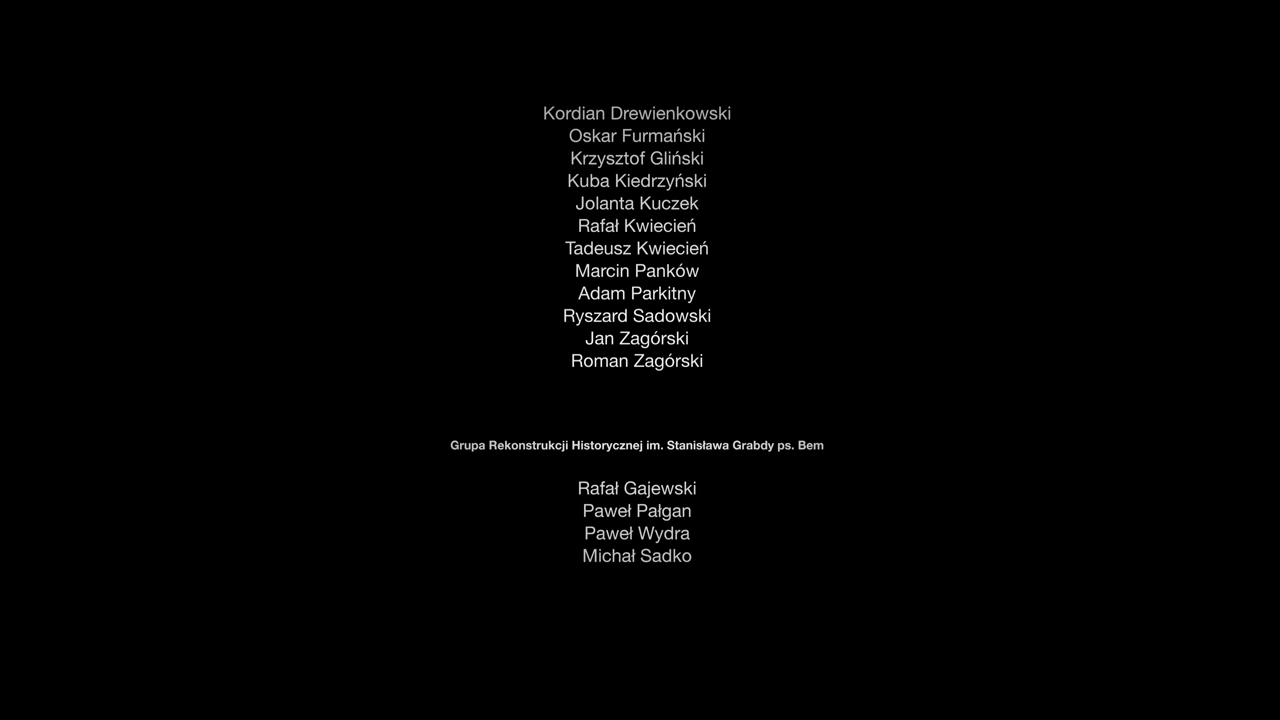 Kordian Drewienkowski
Oskar Furmański
Krzysztof Gliński
Kuba Kiedrzyński
Jolanta Kuczek
Rafał Kwiecień
Tadeusz Kwiecień
Marcin Panków
Adam Parkitny
Ryszard Sadowski
Jan Zagórski
Roman Zagórski
Grupa Rekonstrukcji Historycznej im. Stanisława Grabdy ps. Bem
Rafał Gajewski
Paweł Pałgan
Paweł Wydra
Michał Sadko